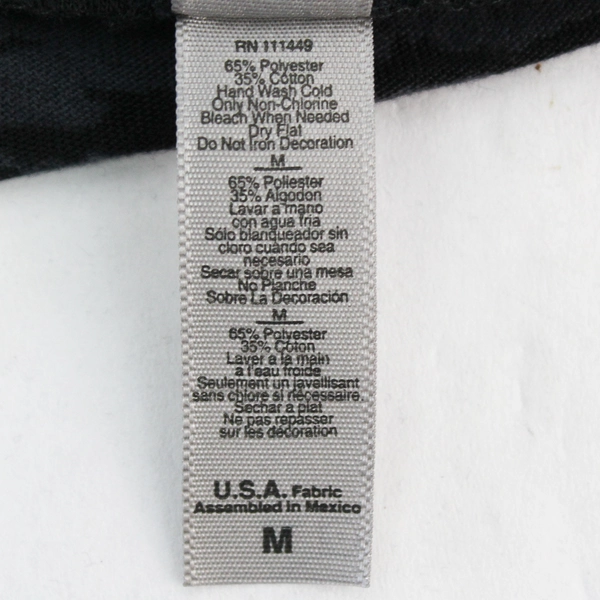 RN 111449
65% Polyester
35% Cotton
Hand Wash Cold
Only Non-Chlorine
Bleach When Needed
Dry Flat
Do Not Iron Decoration
M
65% Poliester
35% Algodon
Lavar a mano
con agua fria
Sólo blanqueador sin
cloro cuándo sea
necesario
Secar sobre una mesa
No Planche
Sobre La Decoración
M
65% Polyester
35% Coton
Laver a la main
a l'eau froide
Seulement un javellisant
sans chlore si nécessaire.
Sechar a plat
Ne pas repasser
sur les décoration
U.S.A. Fabric
Assembled in Mexico
M